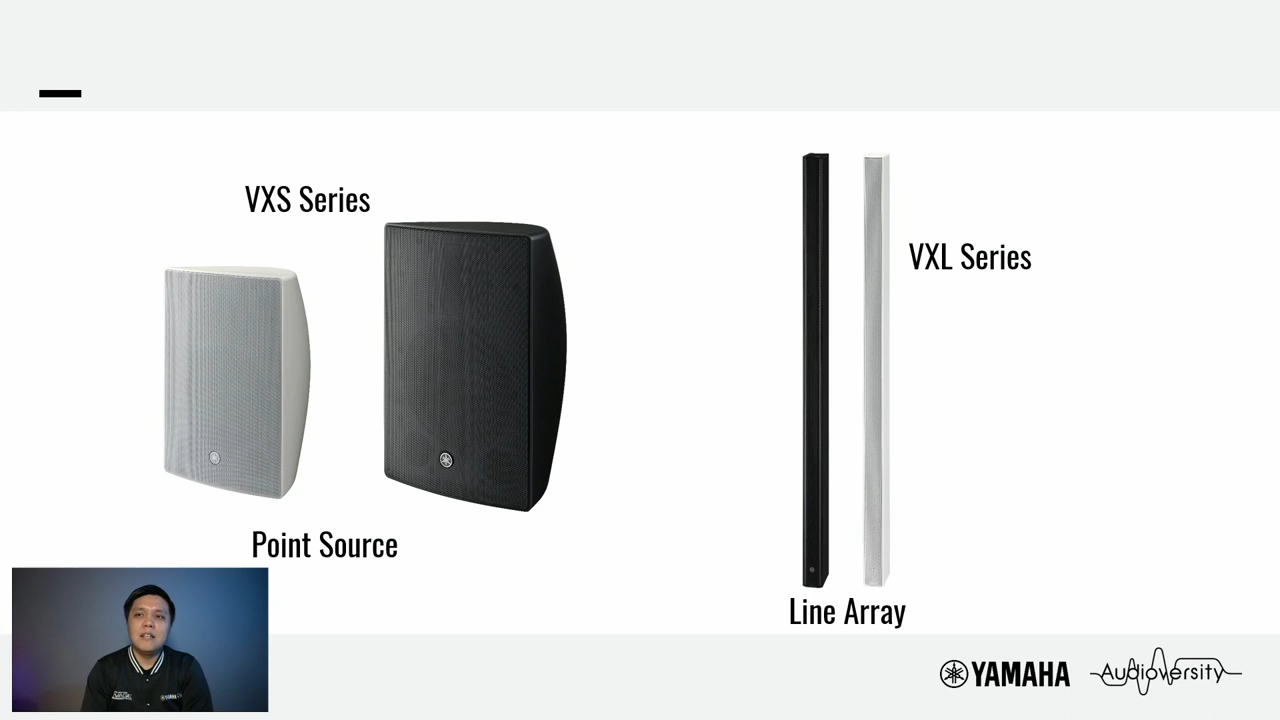 VXS Series
VXL Series
Point Source
Line Array
YAMAHA
Audioversity